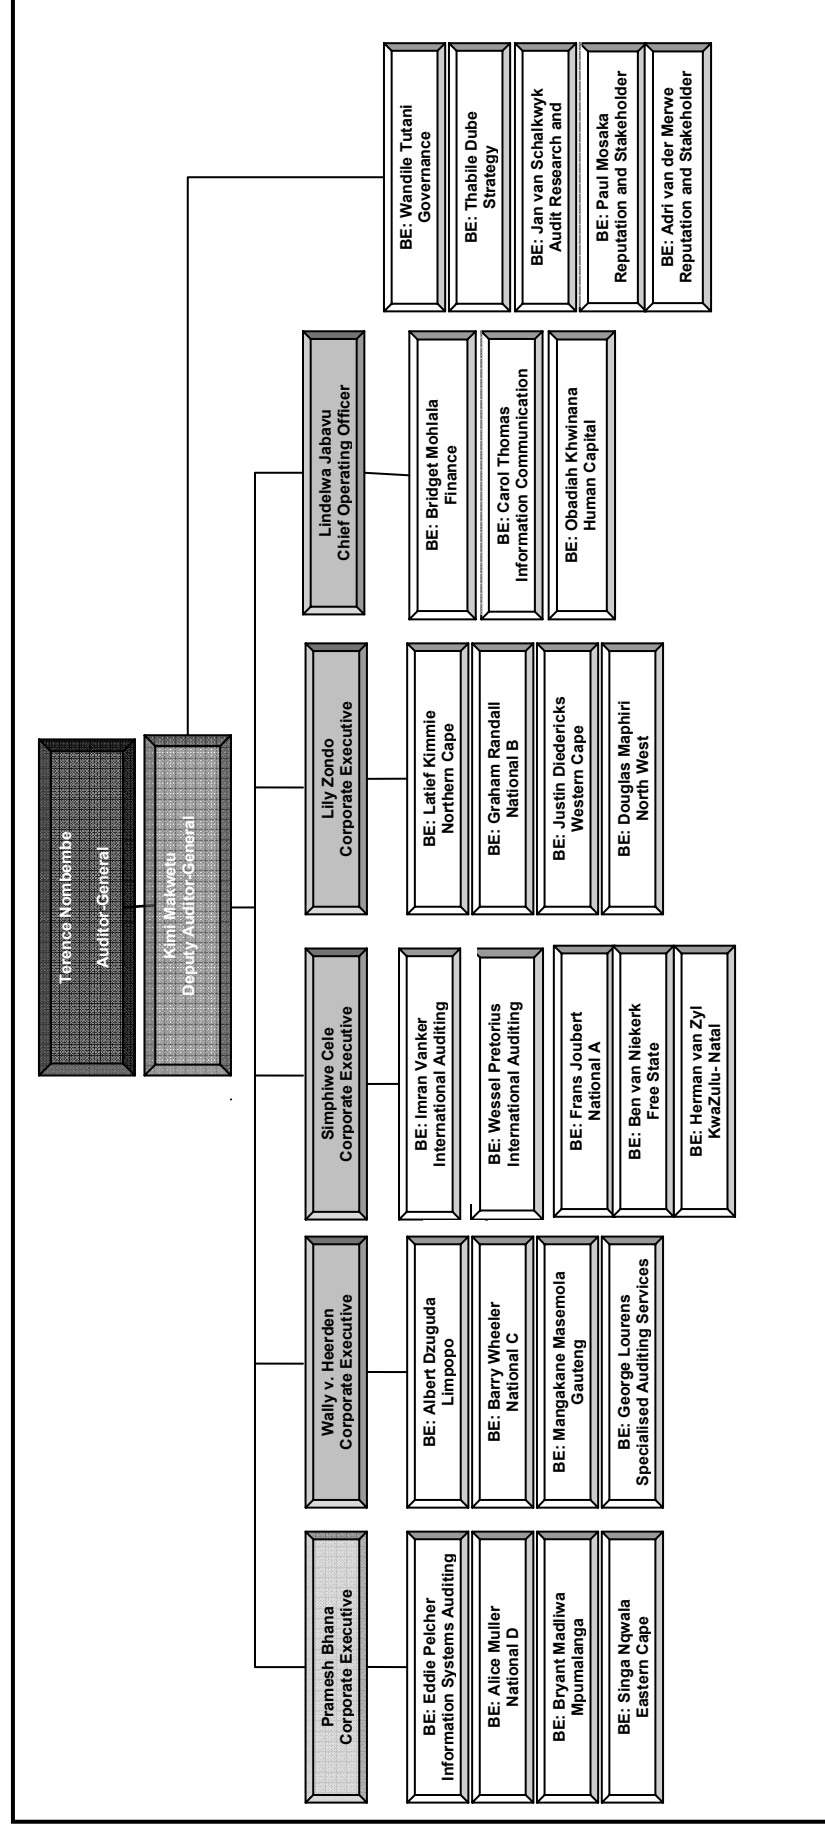 Terence Nombembe
Auditor-General
Kimi Makwetu
Deputy Auditor-General
Pramesh Bhana
Corporate Executive
BE: Eddie Pelcher
Information Systems Auditing
BE: Alice Muller
National D
BE: Bryant Madliwa
Mpumalanga
BE: Singa Nqwala
Eastern Cape
Wally v. Heerden
Corporate Executive
BE: Albert Dzuguda
Limpopo
BE: Barry Wheeler
National C
BE: Mangakane Masemola
Gauteng
BE: George Lourens
Specialised Auditing Services
Simphiwe Cele
Corporate Executive
BE: Imran Vanker
International Auditing
BE: Wessel Pretorius
International Auditing
BE: Frans Joubert
National A
BE: Ben van Niekerk
Free State
BE: Herman van Zyl
KwaZulu- Natal
Lily Zondo
Corporate Executive
BE: Latief Kimmie
Northern Cape
BE: Graham Randall
National B
BE: Justin Diedericks
Western Cape
BE: Douglas Maphiri
North West
Lindelwa Jabavu
Chief Operating Officer
BE: Bridget Mohlala
Finance
BE: Carol Thomas
Information Communication
BE: Obadiah Khwinana
Human Capital
BE: Wandile Tutani
Governance
BE: Thabile Dube
Strategy
BE: Jan van Schalkwyk
Audit Research and
BE: Paul Mosaka
Reputation and Stakeholder
BE: Adri van der Merwe
Reputation and Stakeholder